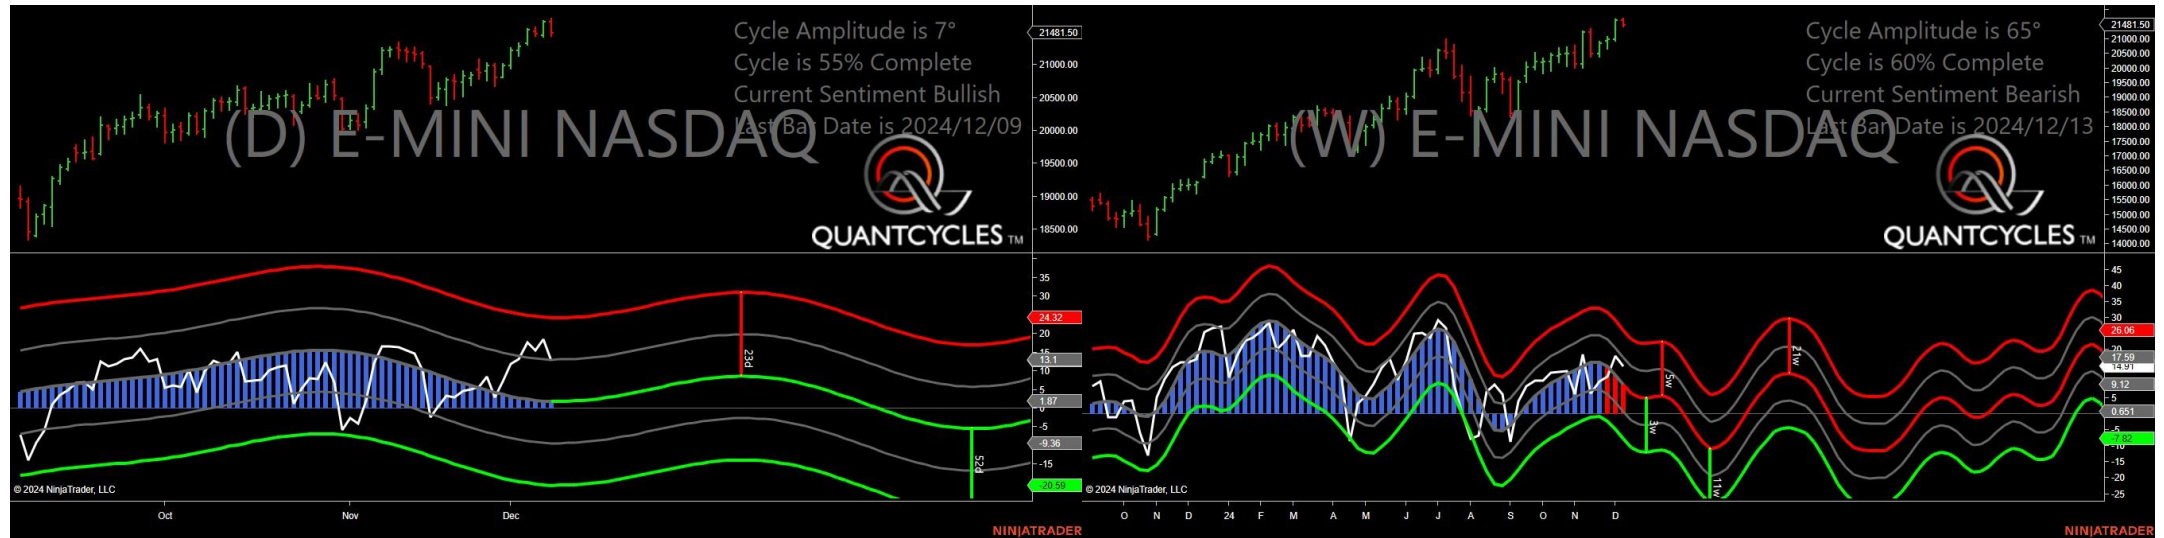 Cycle Amplitude is 7°
Cycle is 55% Complete
Current Sentiment Bullish
Last Bar Date is 2024/12/09
(D) E-MINI NASDAQ
QUANTCYCLES TM
21481.50
21000.00
20500.00
20000.00
19500.00
19000.00
18500.00
35
30
24.32
20
15
13.1
10
5
1.87
0
-5
-9.36
-15
-20.59
23d
52d
© 2024 NinjaTrader, LLC
Oct
Nov
Dec
NINJATRADER
Cycle Amplitude is 65°
Cycle is 60% Complete
Current Sentiment Bearish
Last Bar Date is 2024/12/13
(W) E-MINI NASDAQ
QUANTCYCLES TM
21481.50
21000.00
20500.00
20000.00
19500.00
19000.00
18500.00
18000.00
17500.00
17000.00
16500.00
16000.00
15500.00
15000.00
14500.00
14000.00
45
40
35
30
26.06
20
17.59
14.91
9.12
5
0.651
-5
-7.82
-10
-15
-20
-25
5w
3w
11w
21w
© 2024 NinjaTrader, LLC
O N D 24 F M A M J J A S O N D
NINJATRADER